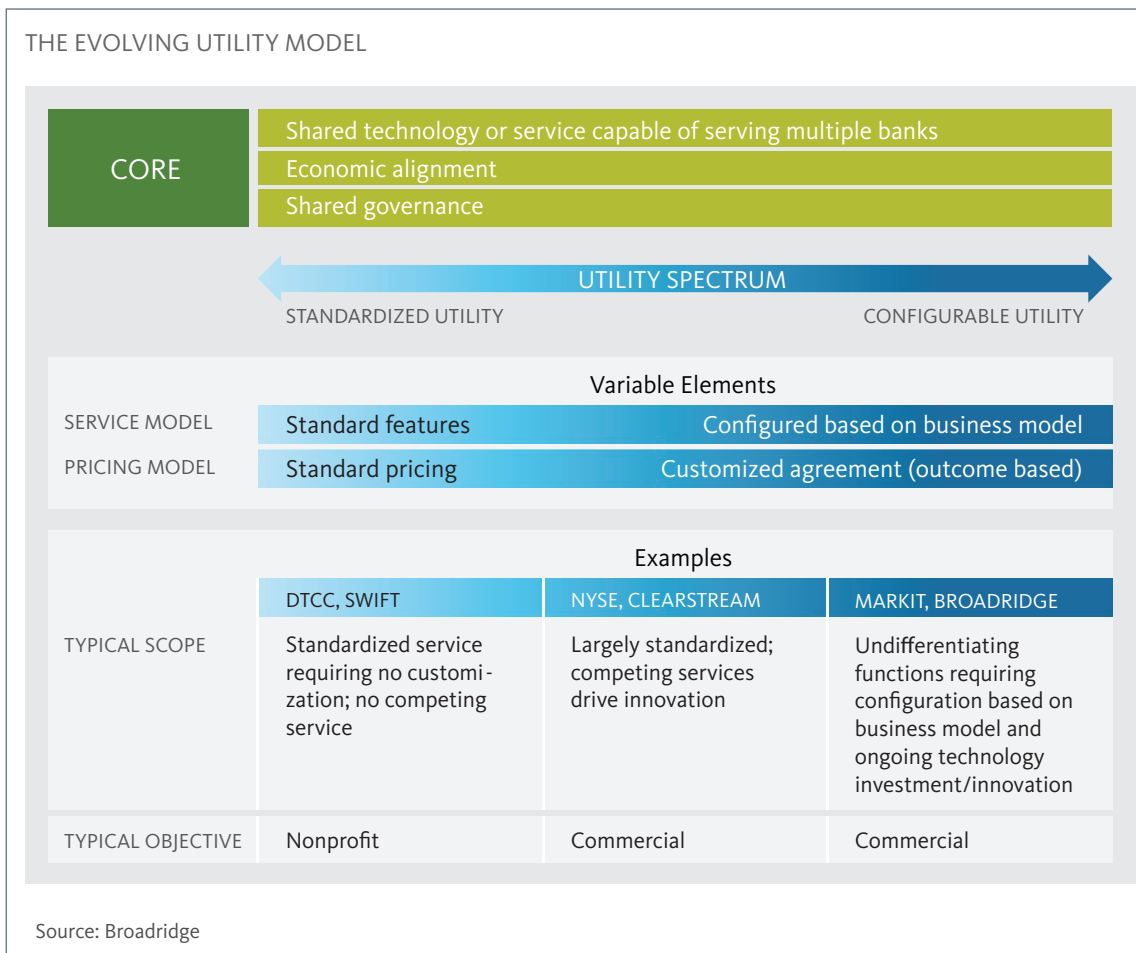 THE EVOLVING UTILITY MODEL
CORE
Shared technology or service capable of serving multiple banks
Economic alignment
Shared governance
UTILITY SPECTRUM
STANDARDIZED UTILITY
CONFIGURABLE UTILITY
Variable Elements
SERVICE MODEL
Standard features
Configured based on business model
PRICING MODEL
Standard pricing
Customized agreement (outcome based)
Examples
DTCC, SWIFT
NYSE, CLEARSTREAM
MARKIT, BROADRIDGE
TYPICAL SCOPE
Standardized service
requiring no customi-
zation; no competing
service
Largely standardized;
competing services
drive innovation
Undifferentiating
functions requiring
configuration based on
business model and
ongoing technology
investment/innovation
TYPICAL OBJECTIVE
Nonprofit
Commercial
Commercial
Source: Broadridge